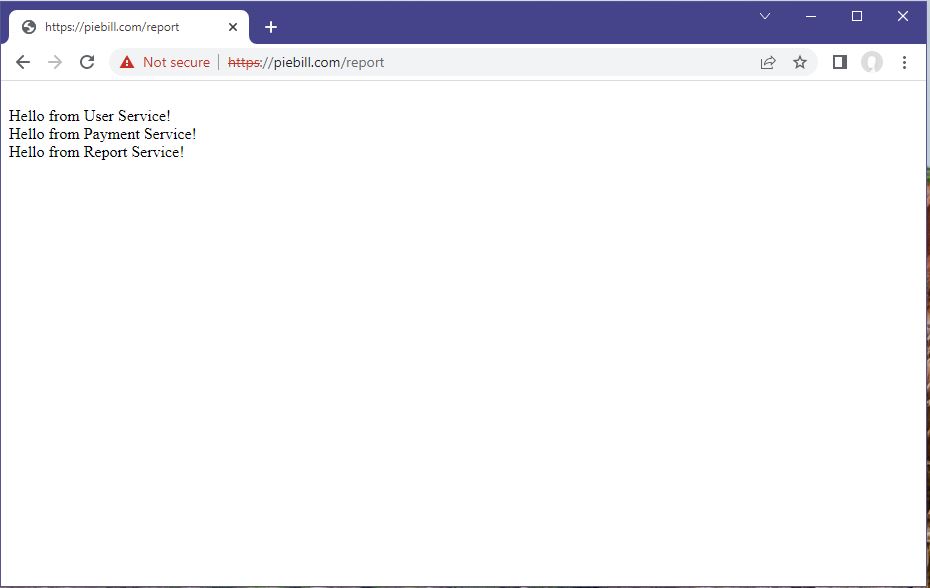 https://piebill.com/report
Not secure | https://piebill.com/report
Hello from User Service!
Hello from Payment Service!
Hello from Report Service!